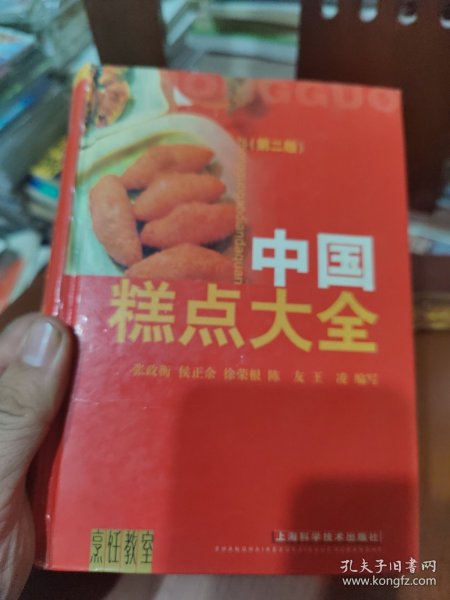 ONGGUO
(第二版)
中国
糕点大全
张政衡 侯正余 徐荣根 陈 友 王 凌 编写
烹饪教室
上海科学技术出版社
孔夫子旧书网
www.kongfz.com